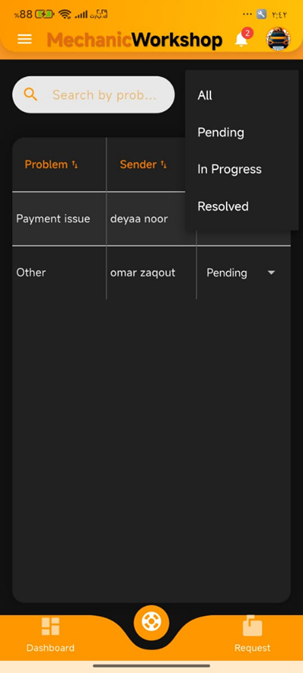 %88 ٢:٤٢
MechanicWorkshop
2
Search by prob...
All
Pending
In Progress
Resolved
Problem Sender
Payment issue deyaa noor
Other omar zaqout Pending
Dashboard Request